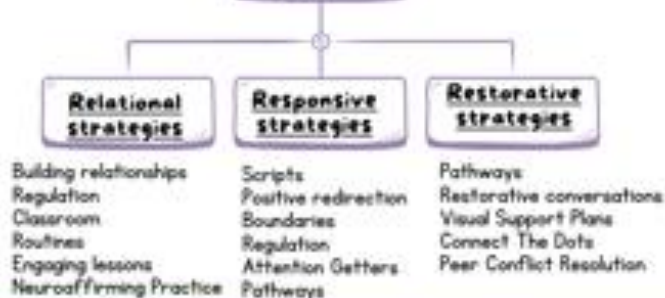 Relational
strategies
Building relationships
Regulation
Classroom
Routines
Engaging lessons
Neuroaffirming Practice
Responsive
strategies
Scripts
Positive redirection
Boundaries
Regulation
Attention Getters
Pathways
Restorative
strategies
Pathways
Restorative conversations
Visual Support Plans
Connect The Dots
Peer Conflict Resolution